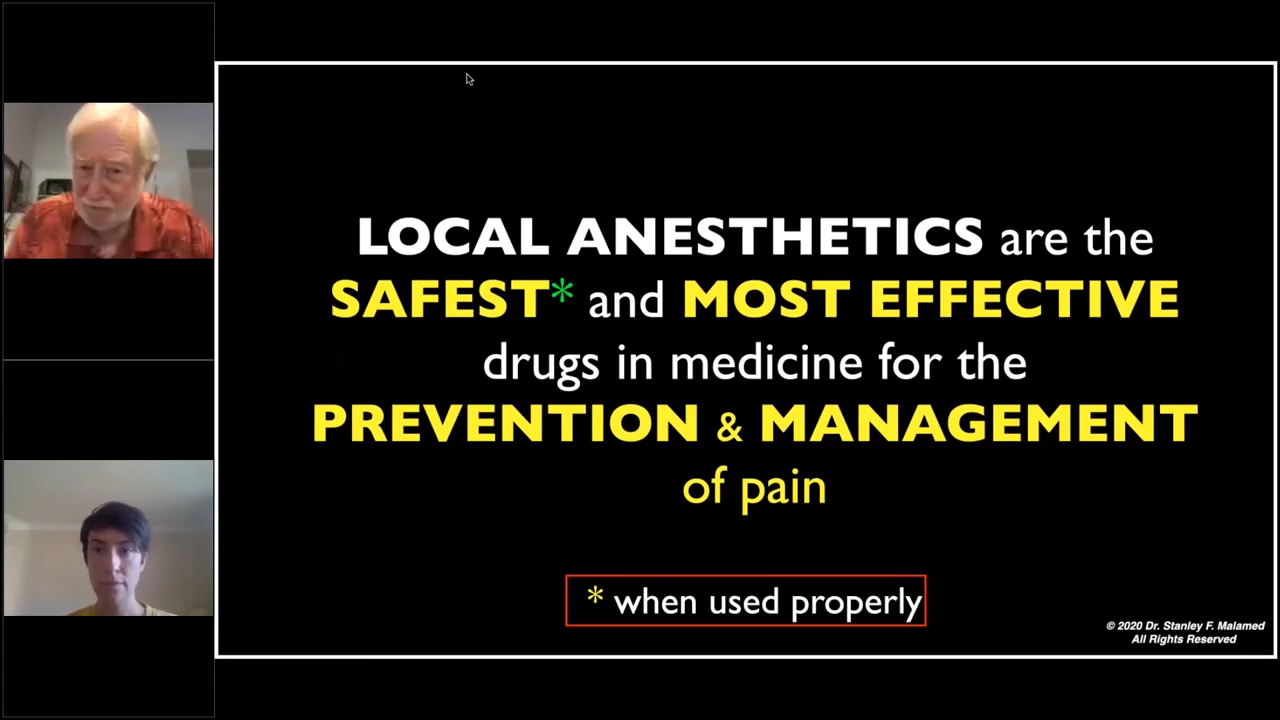 LOCAL ANESTHETICS are the
SAFEST* and MOST EFFECTIVE
drugs in medicine for the
PREVENTION & MANAGEMENT
of pain
* when used properly
© 2020 Dr. Stanley F. Malamed
All Rights Reserved